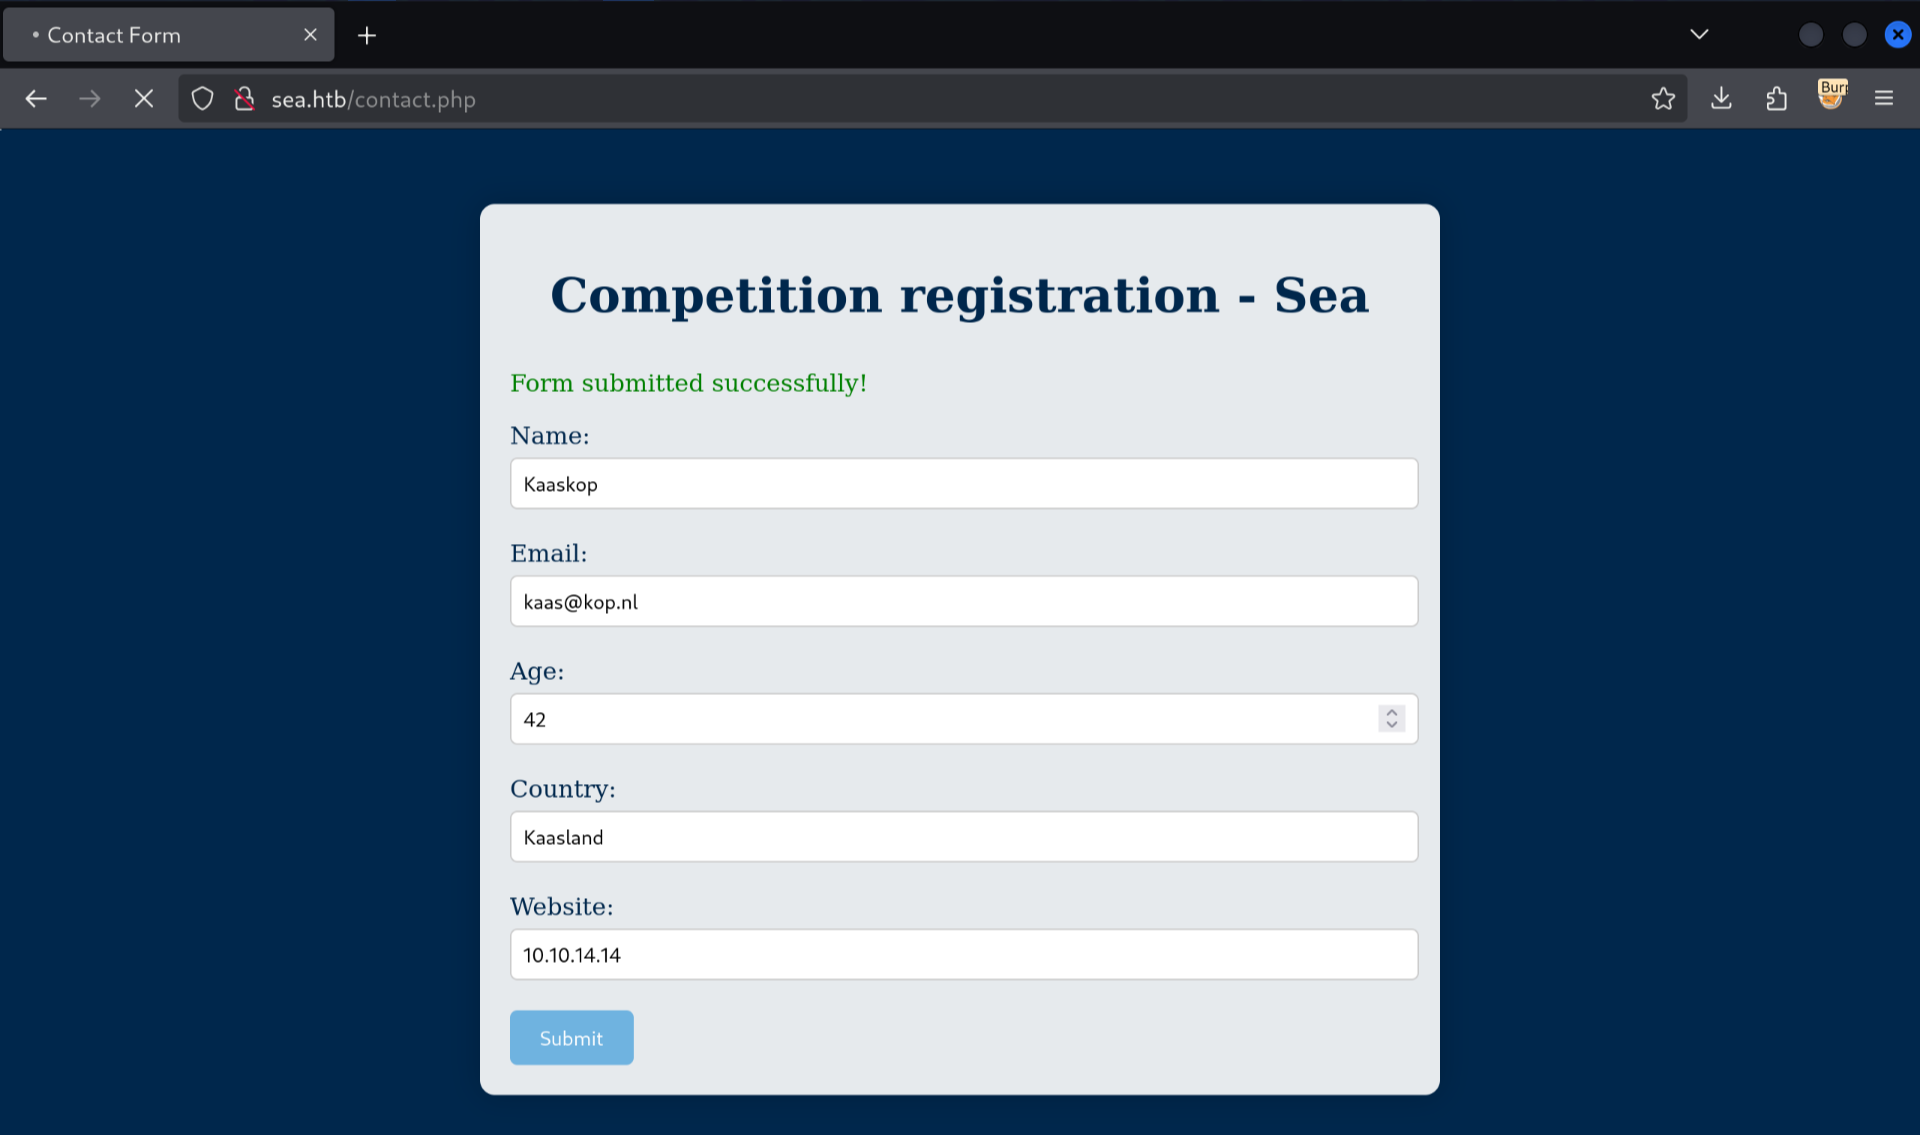 Contact Form
sea.htb/contact.php
Bur
Competition registration - Sea
Form submitted successfully!
Name:
Kaaskop
Email:
kaas@kop.nl
Age:
42
Country:
Kaasland
Website:
10.10.14.14
Submit